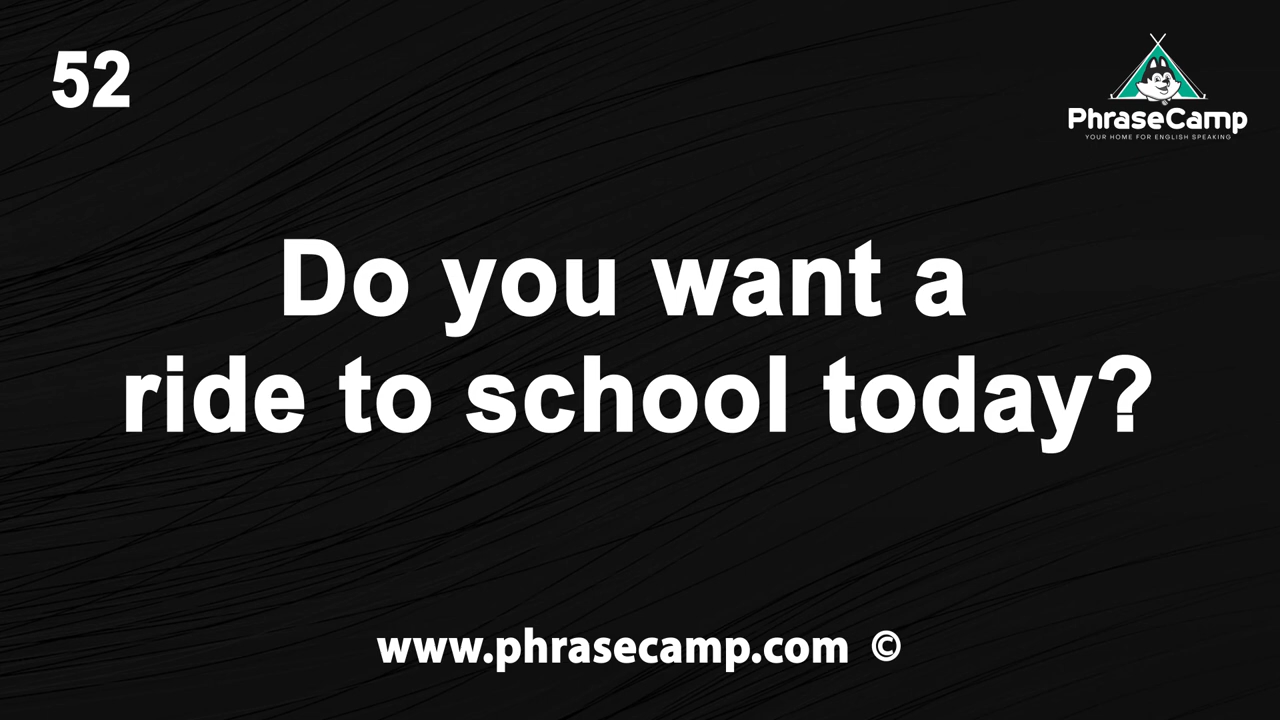 52
PhraseCamp
YOUR HOME FOR ENGLISH SPEAKING
Do you want a
ride to school today?
www.phrasecamp.com ©